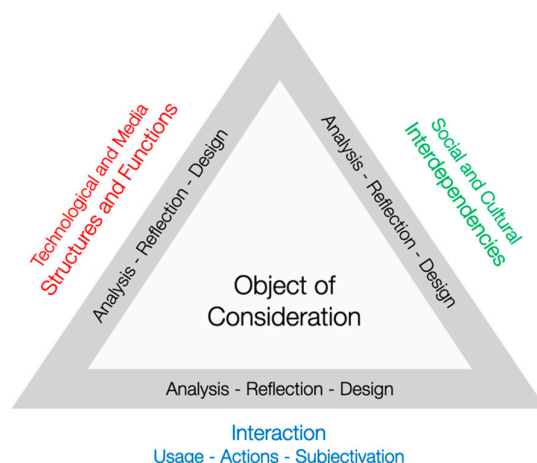 Technological and Media
Structures and Functions
Analysis - Reflection - Design
Social and Cultural
Interdependencies
Analysis - Reflection - Design
Object of
Consideration
Analysis - Reflection - Design
Interaction
Usage - Actions - Subjectivation